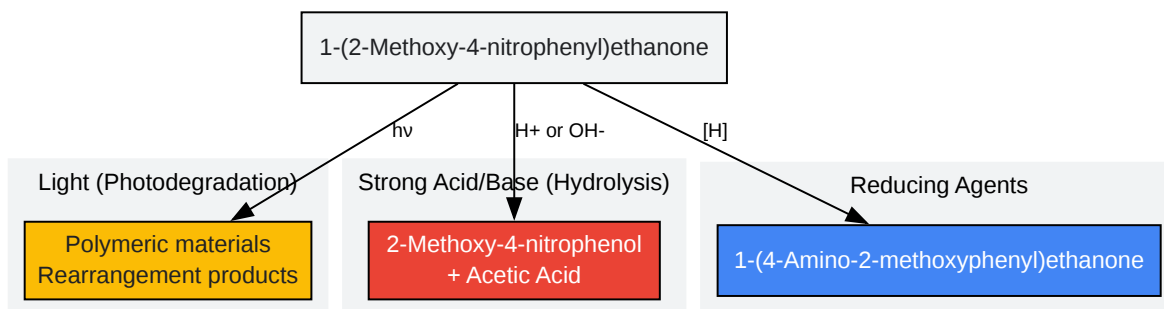 1-(2-Methoxy-4-nitrophenyl)ethanone
hν
H+ or OH-
[H]
Light (Photodegradation)
Strong Acid/Base (Hydrolysis)
Reducing Agents
Polymeric materials
Rearrangement products
2-Methoxy-4-nitrophenol
+ Acetic Acid
1-(4-Amino-2-methoxyphenyl)ethanone